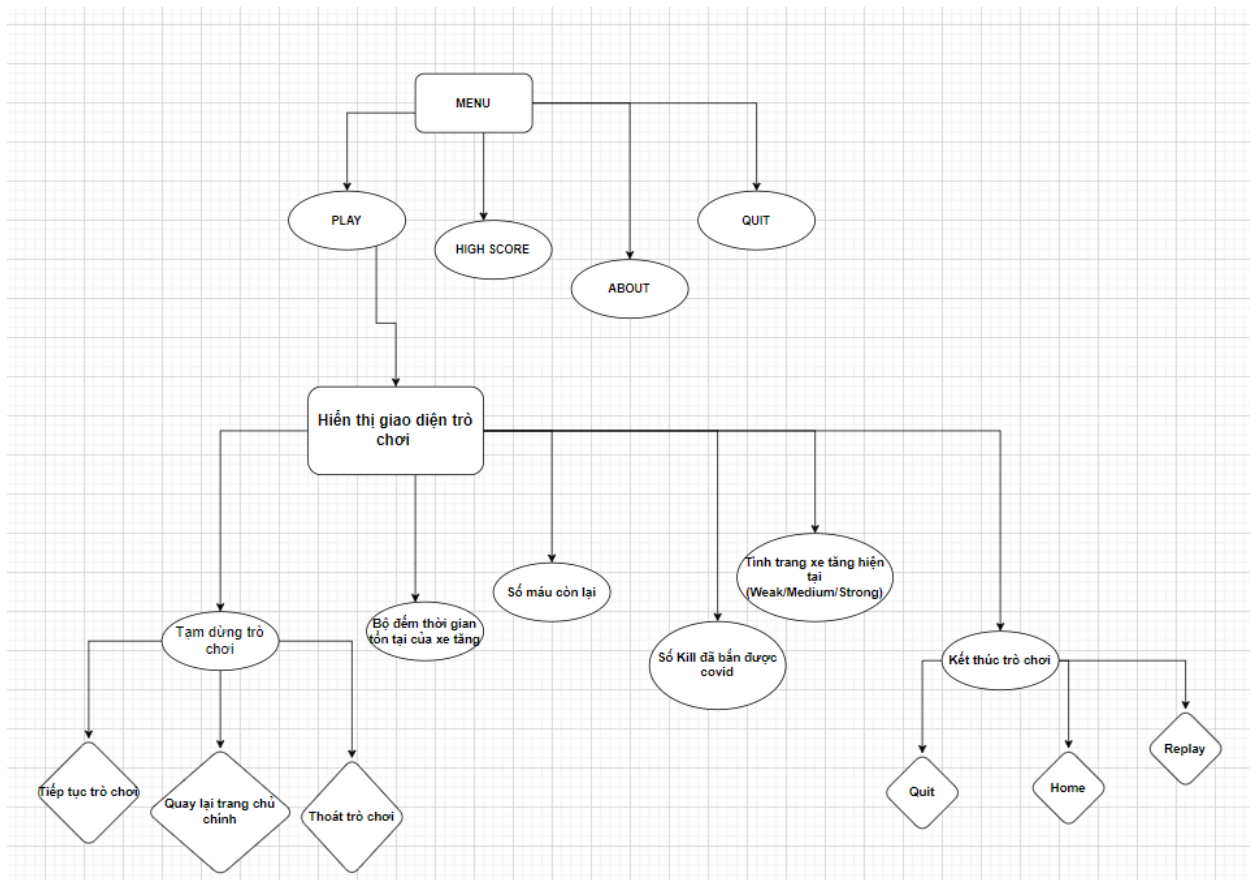 MENU
PLAY
HIGH SCORE
ABOUT
QUIT
Hiển thị giao diện trò
chơi
Tạm dừng trò
chơi
Bộ đếm thời gian
tồn tại của xe tăng
Số máu còn lại
Số Kill đã bắn được
covid
Tình trang xe tăng hiện
tại
(Weak/Medium/Strong)
Kết thúc trò chơi
Tiếp tục trò chơi
Quay lại trang chủ
chính
Thoát trò chơi
Quit
Home
Replay